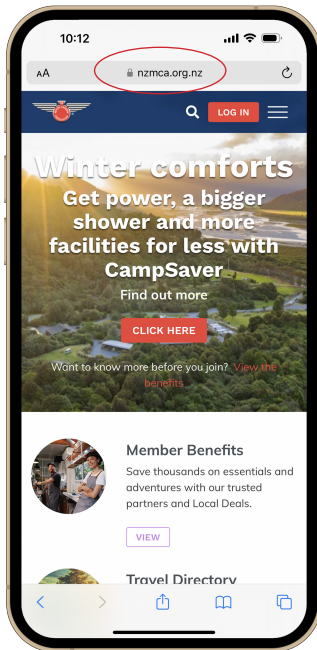 10:12
AA nzmca.org.nz
LOG IN
Winter comforts
Get power, a bigger
shower and more
facilities for less with
CampSaver
Find out more
CLICK HERE
Want to know more before you join? View the
benefits
Member Benefits
Save thousands on essentials and
adventures with our trusted
partners and Local Deals.
VIEW
Travel Directory